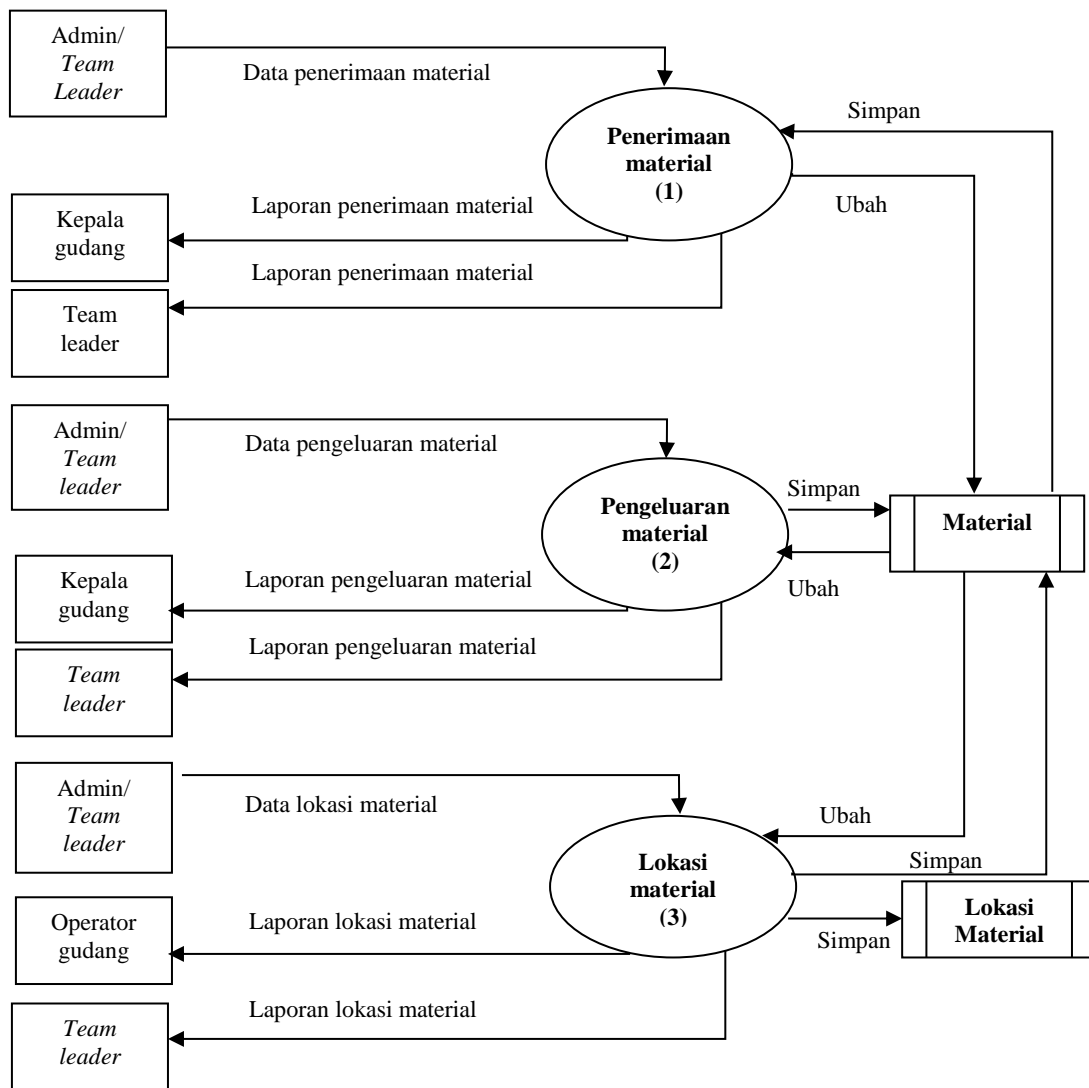 Admin/
Team
Leader
Data penerimaan material
Simpan
Penerimaan
material
(1)
Ubah
Laporan penerimaan material
Kepala
gudang
Laporan penerimaan material
Team
leader
Admin/
Team
leader
Data pengeluaran material
Simpan
Pengeluaran
material
(2)
Material
Ubah
Kepala
gudang
Laporan pengeluaran material
Laporan pengeluaran material
Team
leader
Admin/
Team
leader
Data lokasi material
Ubah
Simpan
Lokasi
material
(3)
Lokasi
Material
Simpan
Operator
gudang
Laporan lokasi material
Laporan lokasi material
Team
leader